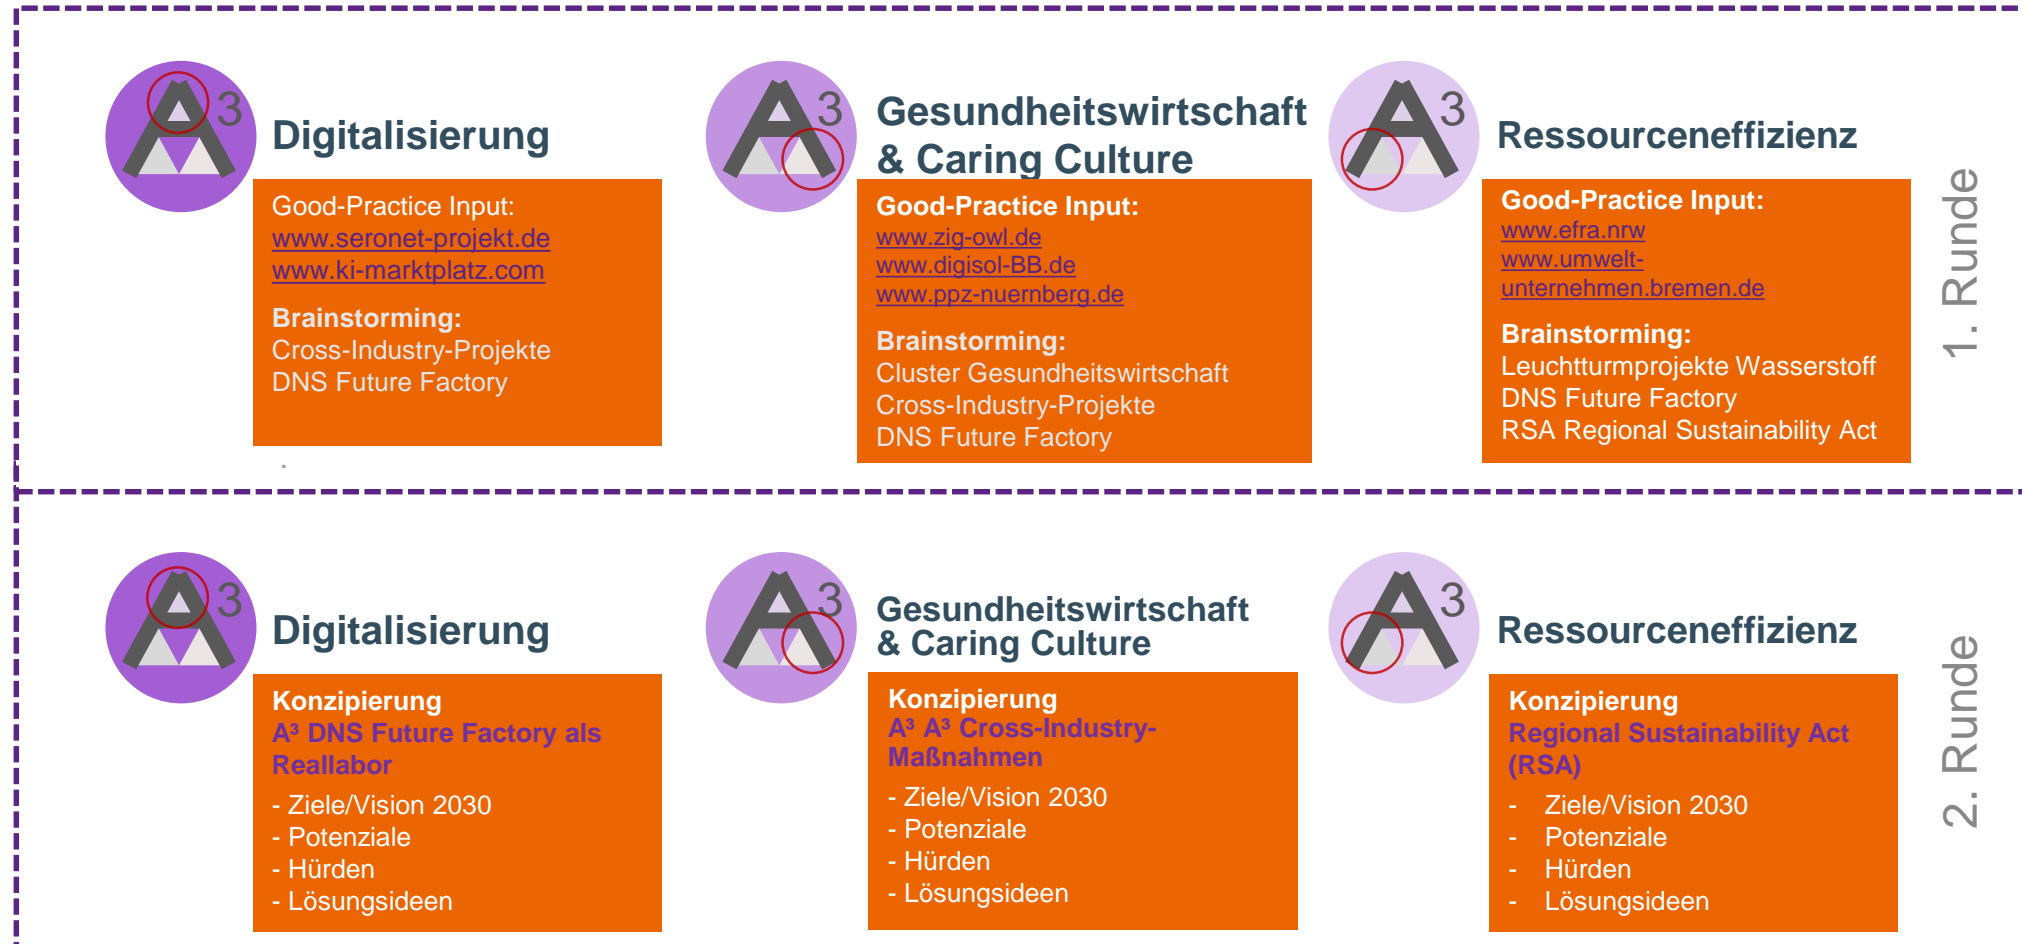 A3
Digitalisierung
Good-Practice Input:
www.seronet-projekt.de
www.ki-marktplatz.com
Brainstorming:
Cross-Industry-Projekte
DNS Future Factory
.
A3
Gesundheitswirtschaft
& Caring Culture
Good-Practice Input:
www.zig-owl.de
www.digisol-BB.de
www.ppz-nuernberg.de
Brainstorming:
Cluster Gesundheitswirtschaft
Cross-Industry-Projekte
DNS Future Factory
A3
Ressourceneffizienz
Good-Practice Input:
www.efra.nrw
www.umwelt-
unternehmen.bremen.de
Brainstorming:
Leuchtturmprojekte Wasserstoff
DNS Future Factory
RSA Regional Sustainability Act
1. Runde
A3
Digitalisierung
Konzipierung
A³ DNS Future Factory als
Reallabor
- Ziele/Vision 2030
- Potenziale
- Hürden
- Lösungsideen
A3
Gesundheitswirtschaft
& Caring Culture
Konzipierung
A³ A³ Cross-Industry-
Maßnahmen
- Ziele/Vision 2030
- Potenziale
- Hürden
- Lösungsideen
A3
Ressourceneffizienz
Konzipierung
Regional Sustainability Act
(RSA)
- Ziele/Vision 2030
- Potenziale
- Hürden
- Lösungsideen
2. Runde